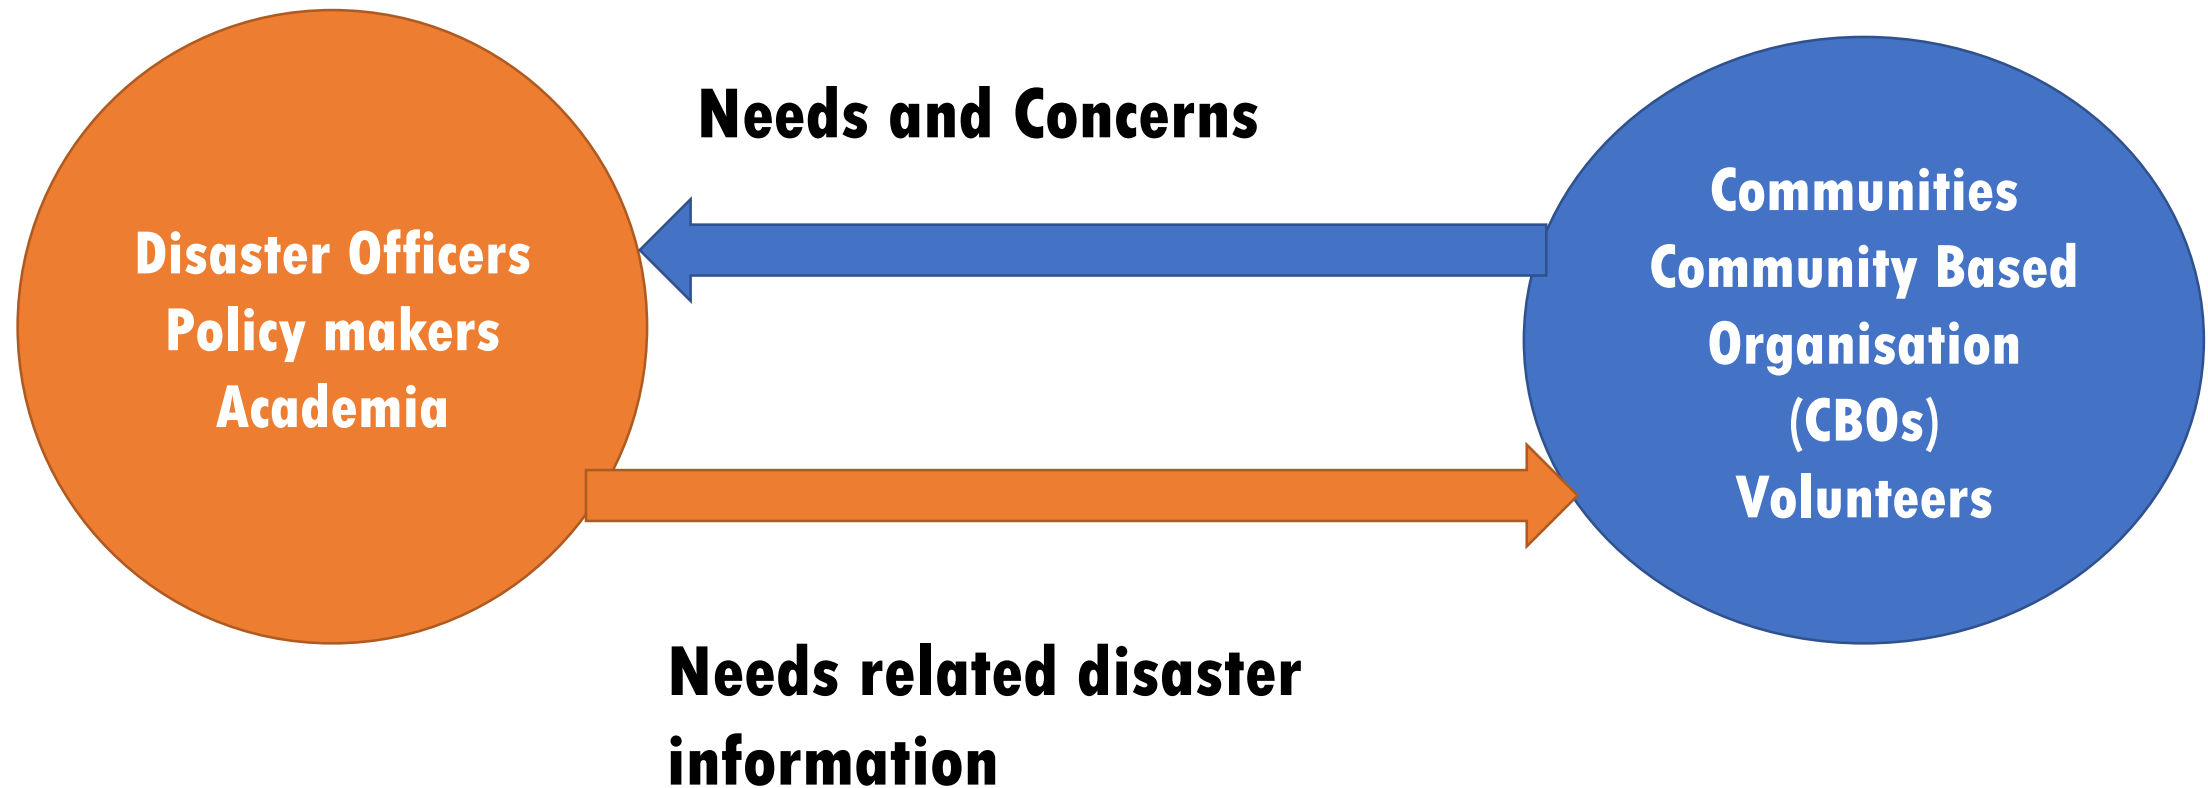 Needs and Concerns
Disaster Officers
Policy makers
Academia
Communities
Community Based
Organisation
(CBOs)
Volunteers
Needs related disaster
information